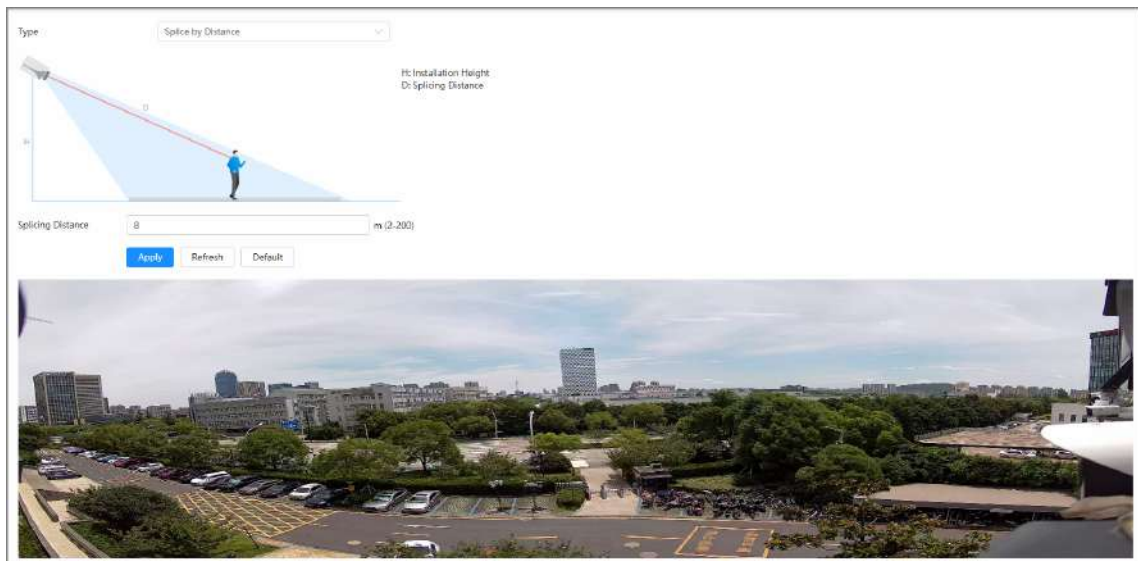 Type
Splice by Distance
H: Installation Height
D: Splicing Distance
D
H
Splicing Distance
8
m (2-200)
Apply
Refresh
Default